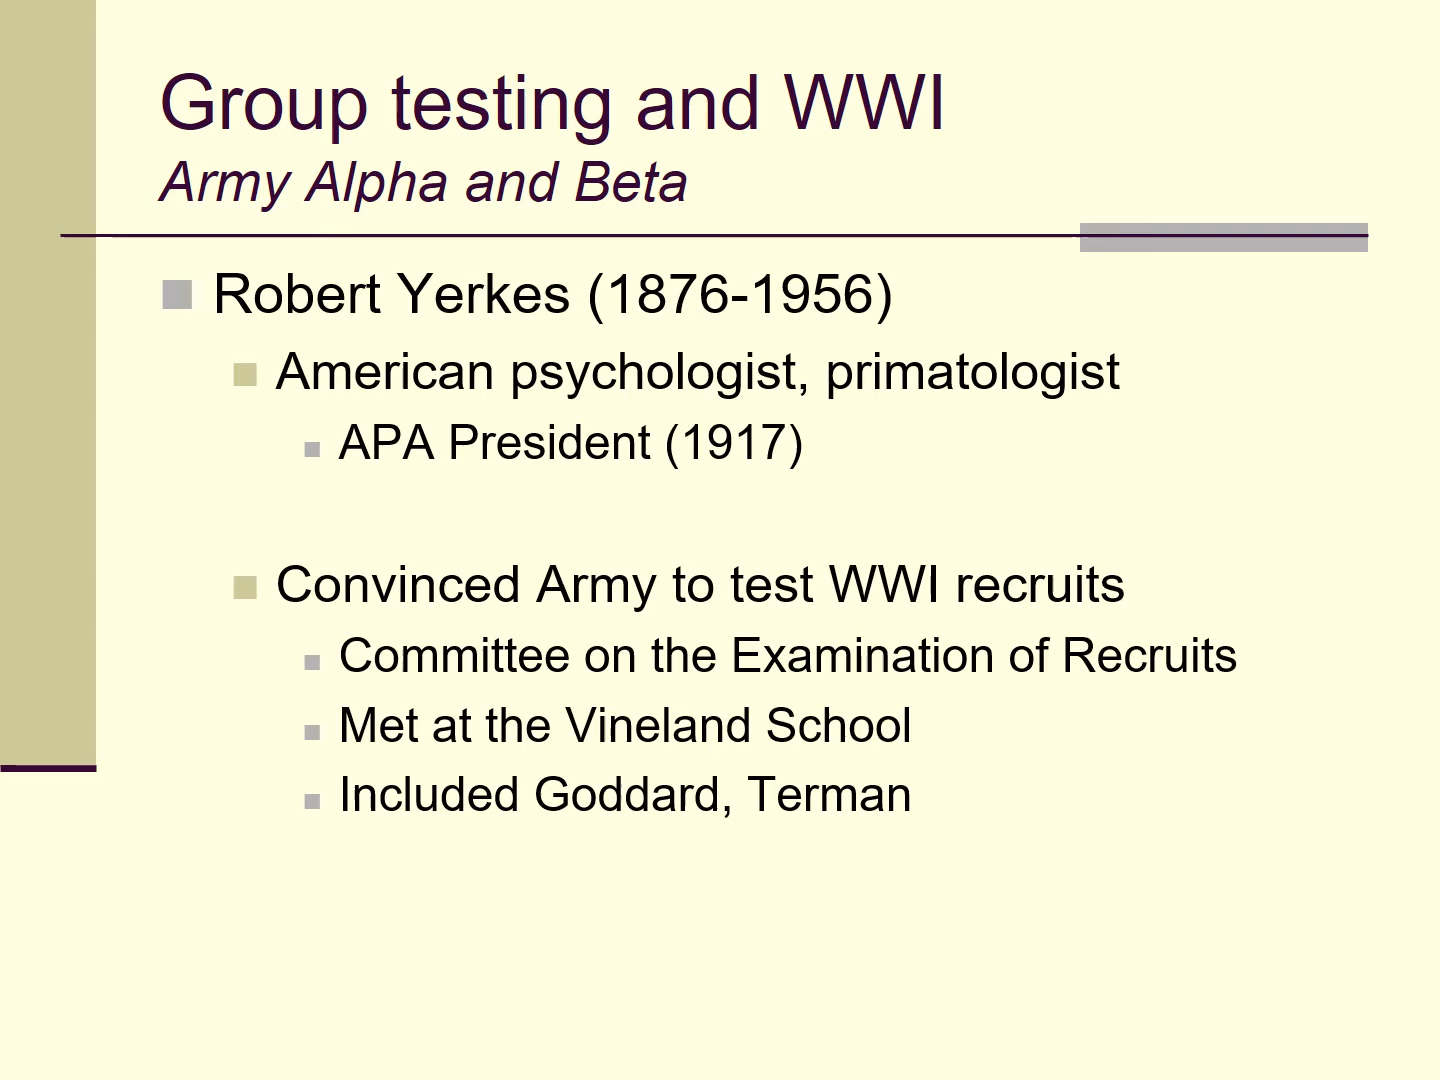 Group testing and WWI
Army Alpha and Beta
Robert Yerkes (1876-1956)
American psychologist, primatologist
APA President (1917)
Convinced Army to test WWI recruits
Committee on the Examination of Recruits
Met at the Vineland School
Included Goddard, Terman